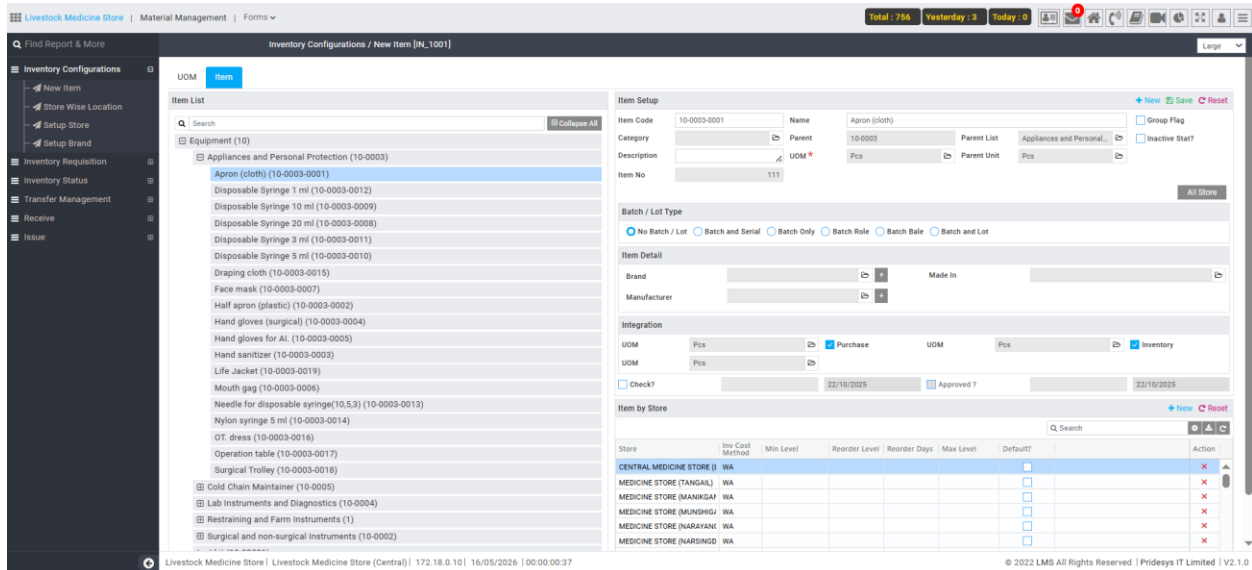 Livestock Medicine Store | Material Management | Forms
Total : 756 Yesterday : 3 Today : 0 0
Find Report & More
Inventory Configurations / New Item [IN_1001]
Large
Inventory Configurations
New Item
Store Wise Location
Setup Store
Setup Brand
Inventory Requisition
Inventory Status
Transfer Management
Receive
Issue
UOM Item
Item List
Search
Collapse All
Equipment (10)
Appliances and Personal Protection (10-0003)
Apron (cloth) (10-0003-0001)
Disposable Syringe 1 ml (10-0003-0012)
Disposable Syringe 10 ml (10-0003-0009)
Disposable Syringe 20 ml (10-0003-0008)
Disposable Syringe 3 ml (10-0003-0011)
Disposable Syringe 5 ml (10-0003-0010)
Draping cloth (10-0003-0015)
Face mask (10-0003-0007)
Half apron (plastic) (10-0003-0002)
Hand gloves (surgical) (10-0003-0004)
Hand gloves for AI. (10-0003-0005)
Hand sanitizer (10-0003-0003)
Life Jacket (10-0003-0019)
Mouth gag (10-0003-0006)
Needle for disposable syringe(10,5,3) (10-0003-0013)
Nylon syringe 5 ml (10-0003-0014)
OT. dress (10-0003-0016)
Operation table (10-0003-0017)
Surgical Trolley (10-0003-0018)
Cold Chain Maintainer (10-0005)
Lab Instruments and Diagnostics (10-0004)
Restraining and Farm Instruments (1)
Surgical and non-surgical Instruments (10-0002)
Item Setup
New Save Reset
Item Code 10-0003-0001 Name Apron (cloth) Group Flag
Category Parent 10-0003 Parent List Appliances and Personal... Inactive Stat?
Description UOM * Pcs Parent Unit Pcs
Item No 111
All Store
Batch / Lot Type
No Batch / Lot Batch and Serial Batch Only Batch Role Batch Bale Batch and Lot
Item Detail
Brand Made In
Manufacturer
Integration
UOM Pcs Purchase UOM Pcs Inventory
UOM Pcs
Check? 22/10/2025 Approved ? 22/10/2025
Item by Store
New Reset
Search
Store Inv Cost Method Min Level Reorder Level Reorder Days Max Level Default? Action
CENTRAL MEDICINE STORE ( WA
MEDICINE STORE (TANGAIL) WA
MEDICINE STORE (MANIKGAN WA
MEDICINE STORE (MUNSHIGA WA
MEDICINE STORE (NARAYANG WA
MEDICINE STORE (NARSINGD WA
Livestock Medicine Store | Livestock Medicine Store (Central) | 172.18.0.10 | 16/05/2026 | 00:00:00:37
© 2022 LMS All Rights Reserved | Pridesys IT Limited | V2.1.0